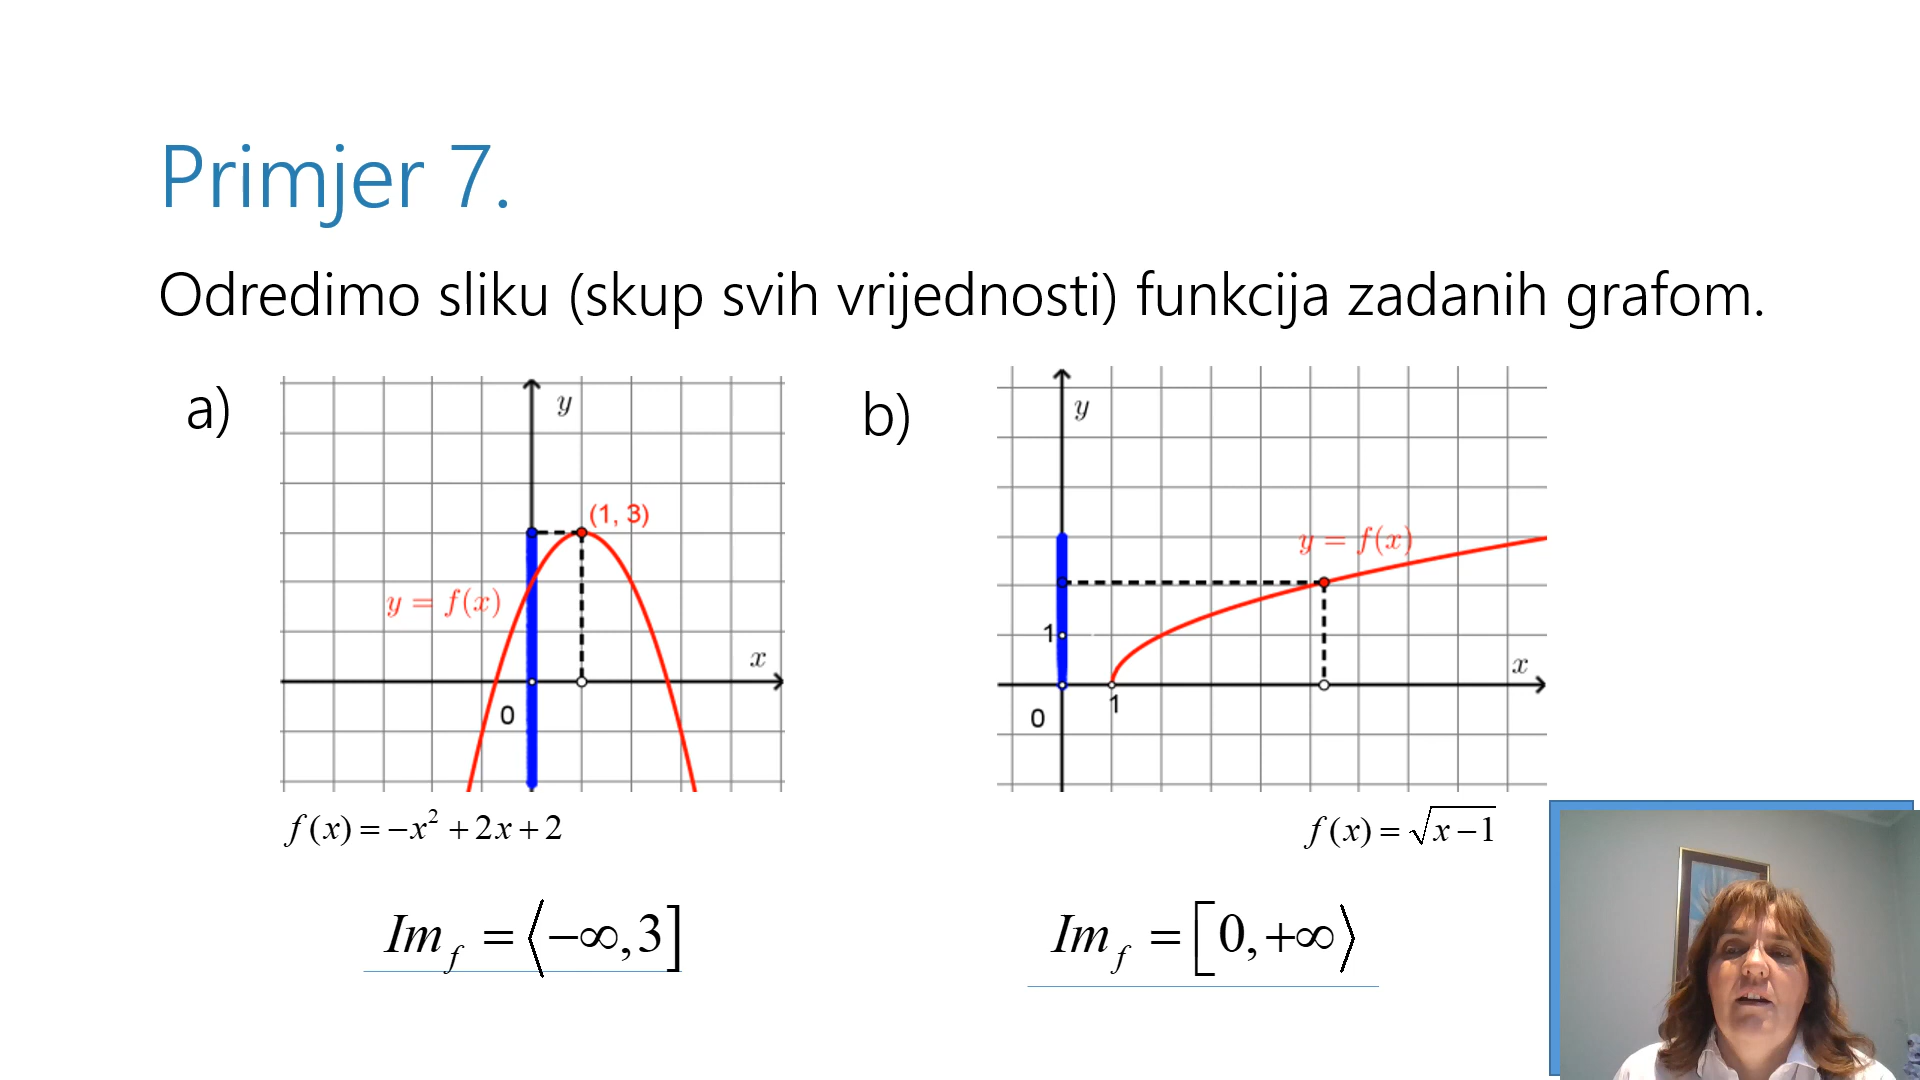 Primjer 7.
Odredimo sliku (skup svih vrijednosti) funkcija zadanih grafom.
a)
y
(1, 3)
y = f(x)
x
0
f(x) = −x² + 2x + 2
Im_f = ⟨−∞, 3]
b)
y
y = f(x)
1
x
0
1
f(x) = √(x−1)
Im_f = [0, +∞⟩